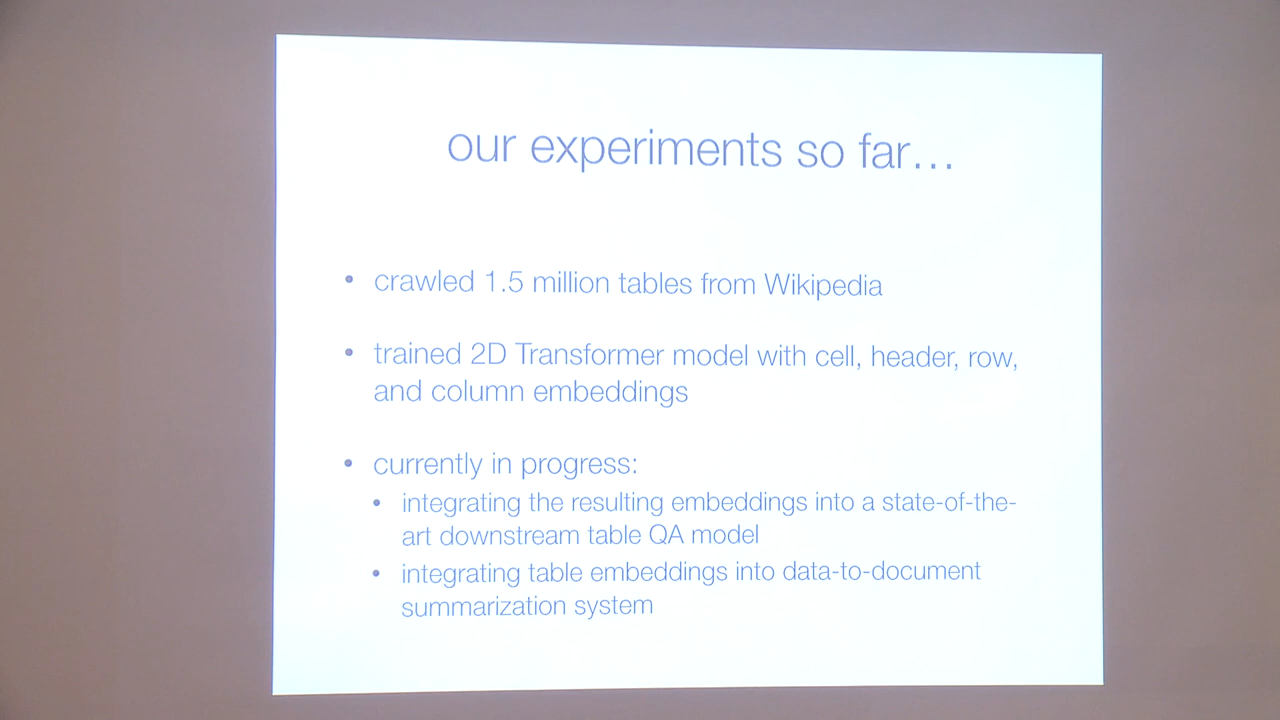 our experiments so far...
• crawled 1.5 million tables from Wikipedia
• trained 2D Transformer model with cell, header, row,
and column embeddings
• currently in progress:
• integrating the resulting embeddings into a state-of-the-
art downstream table QA model
• integrating table embeddings into data-to-document
summarization system